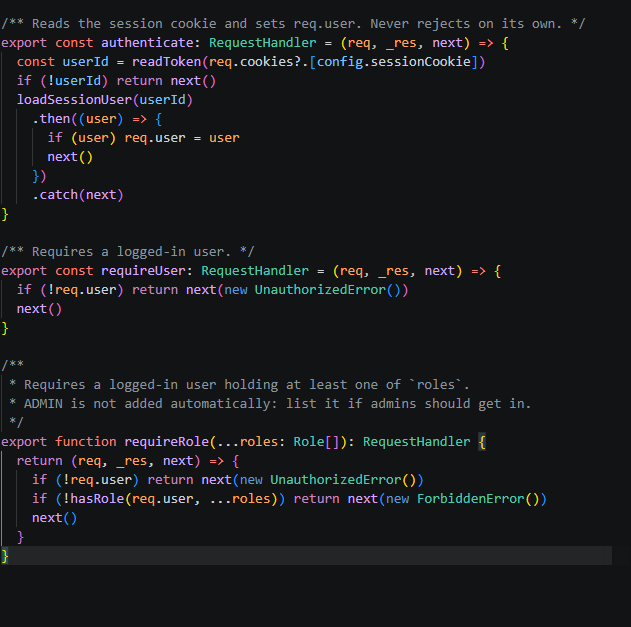 /** Reads the session cookie and sets req.user. Never rejects on its own. */
export const authenticate: RequestHandler = (req, _res, next) => {
  const userId = readToken(req.cookies?.[config.sessionCookie])
  if (!userId) return next()
  loadSessionUser(userId)
    .then((user) => {
      if (user) req.user = user
      next()
    })
    .catch(next)
}

/** Requires a logged-in user. */
export const requireUser: RequestHandler = (req, _res, next) => {
  if (!req.user) return next(new UnauthorizedError())
  next()
}

/**
 * Requires a logged-in user holding at least one of `roles`.
 * ADMIN is not added automatically: list it if admins should get in.
 */
export function requireRole(...roles: Role[]): RequestHandler {
  return (req, _res, next) => {
    if (!req.user) return next(new UnauthorizedError())
    if (!hasRole(req.user, ...roles)) return next(new ForbiddenError())
    next()
  }
}